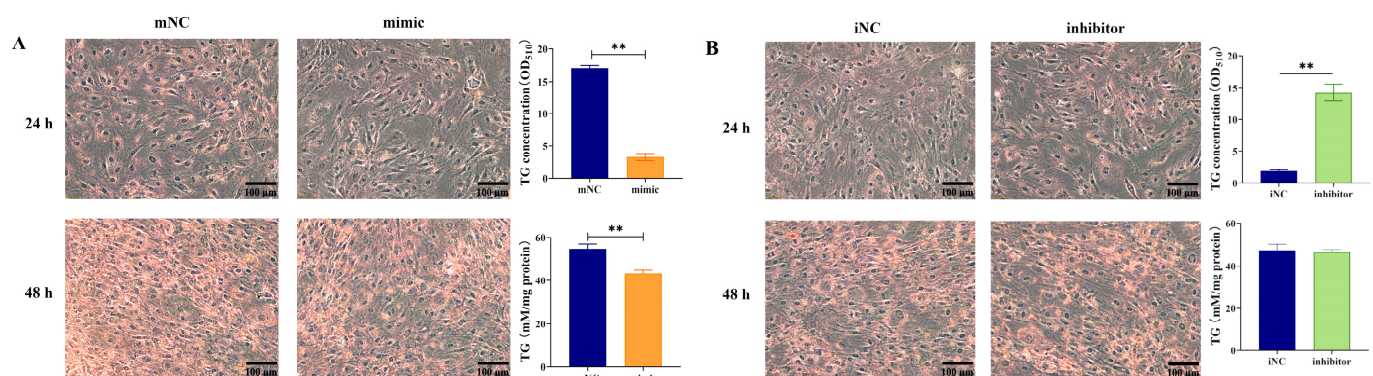 A
mNC
mimic
24 h
100 μm
100 μm
TG concentration(OD510)
20
15
10
5
0
**
mNC
mimic
48 h
100 μm
100 μm
TG (mM/mg protein)
60
40
20
0
**
B
iNC
inhibitor
24 h
100 μm
100 μm
TG concentration(OD510)
20
15
10
5
0
**
iNC
inhibitor
48 h
100 μm
100 μm
TG (mM/mg protein)
60
40
20
0
iNC
inhibitor